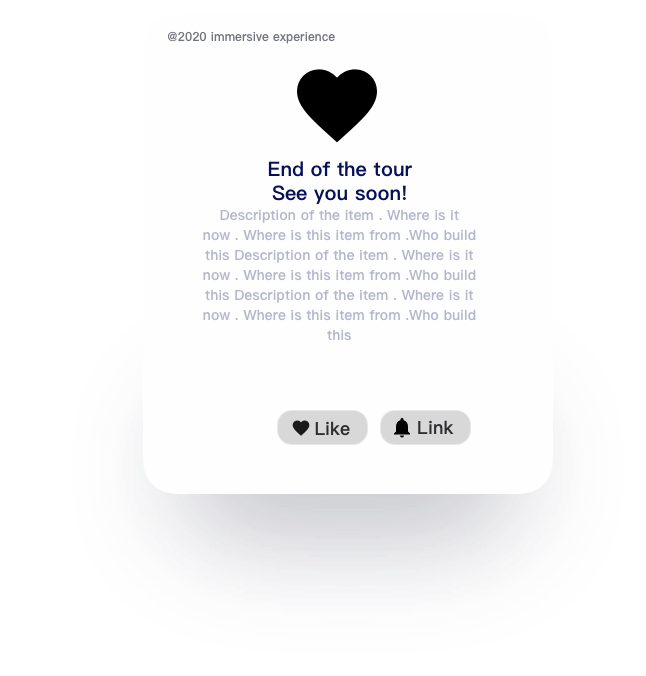 @2020 immersive experience
End of the tour
See you soon!
Description of the item . Where is it
now . Where is this item from .Who build
this Description of the item . Where is it
now . Where is this item from .Who build
this Description of the item . Where is it
now . Where is this item from .Who build
this
Like
Link